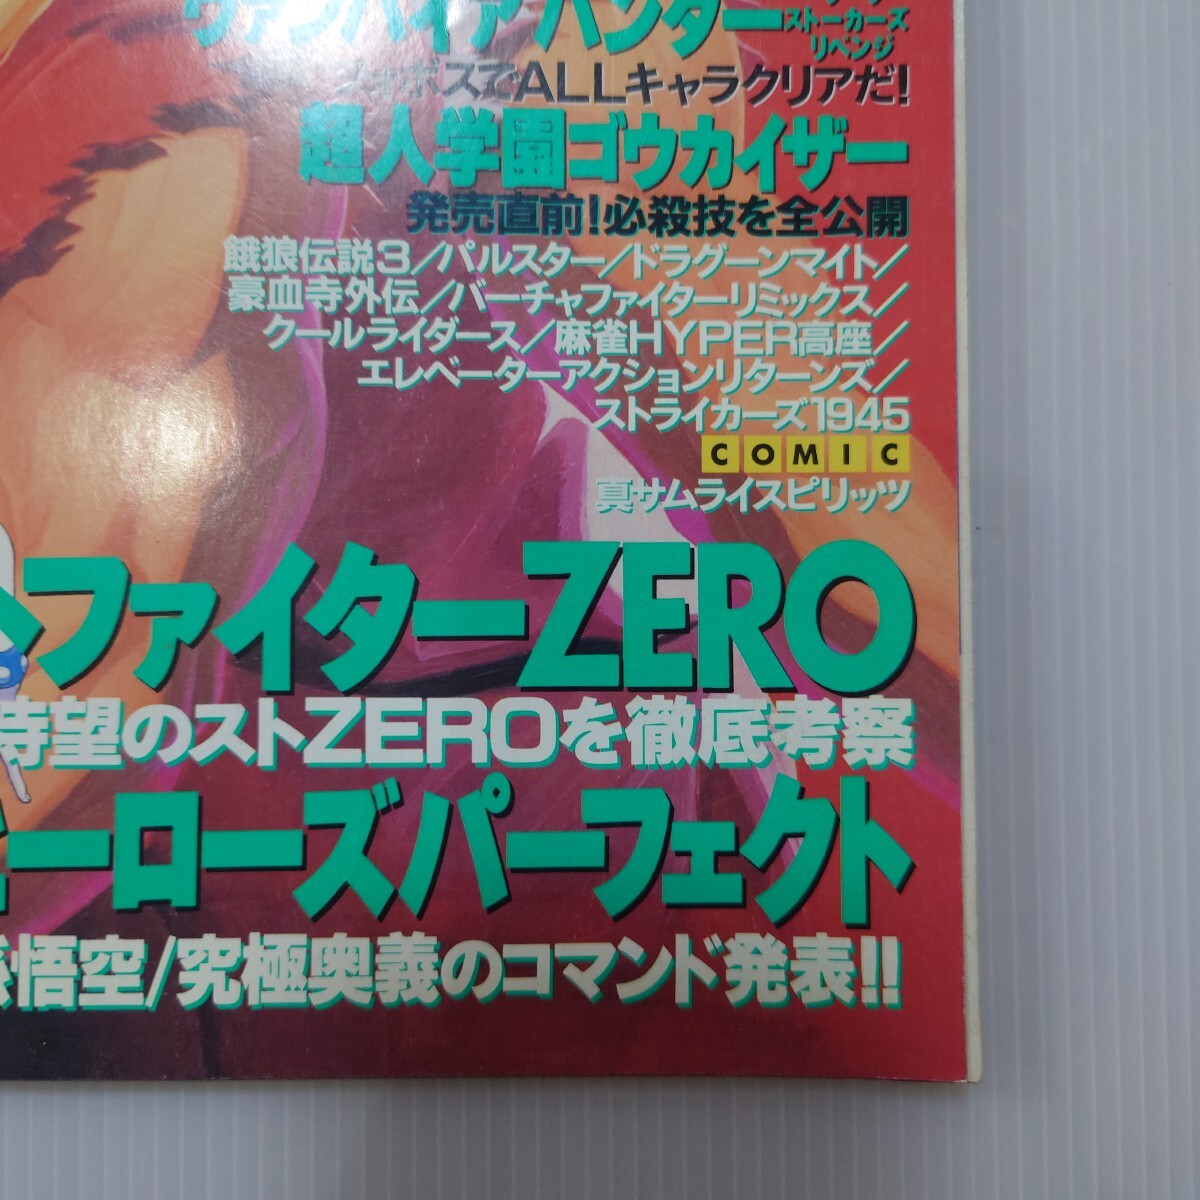 ヴァンパイアハンター
ストーカーズ
リベンジ
ォボスでALLキャラクリアだ!
超人学園ゴウカイザー
発売直前!必殺技を全公開
餓狼伝説3/パルスター/ドラグーンマイト/
豪血寺外伝/バーチャファイターリミックス/
クールライダース/麻雀HYPER高座/
エレベーターアクションリターンズ/
ストライカーズ1945
COMIC
真サムライスピリッツ
トファイターZERO
待望のストZEROを徹底考察
ヒーローズパーフェクト
孫悟空/究極奥義のコマンド発表!!